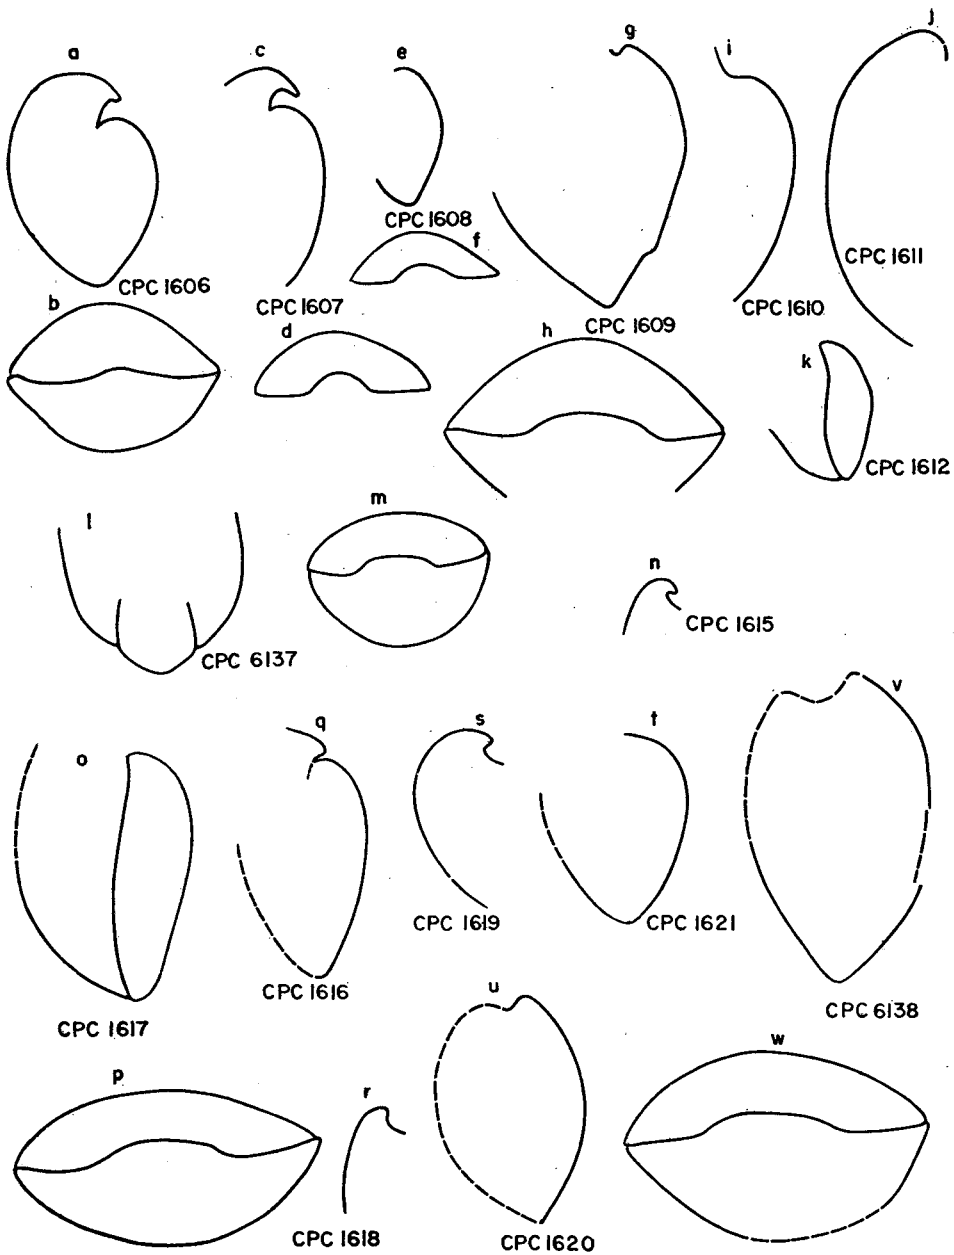 a
c
e
g
i
j
CPC 1606
CPC 1607
CPC 1608
f
CPC 1609
CPC 1610
CPC 1611
b
d
h
k
CPC 1612
l
m
n
CPC 6137
CPC 1615
o
q
s
t
v
CPC 1617
CPC 1616
CPC 1619
CPC 1621
CPC 6138
u
w
p
r
CPC 1618
CPC 1620